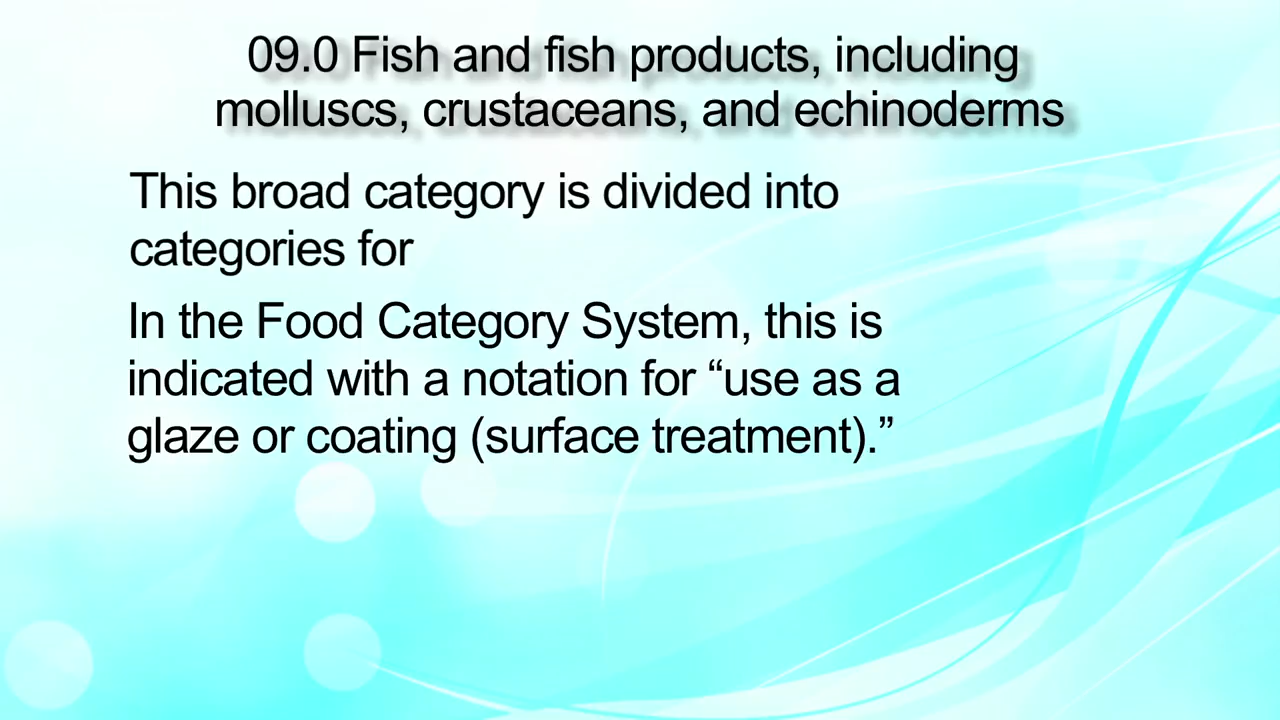 09.0 Fish and fish products, including
molluscs, crustaceans, and echinoderms
This broad category is divided into
categories for
In the Food Category System, this is
indicated with a notation for “use as a
glaze or coating (surface treatment).”